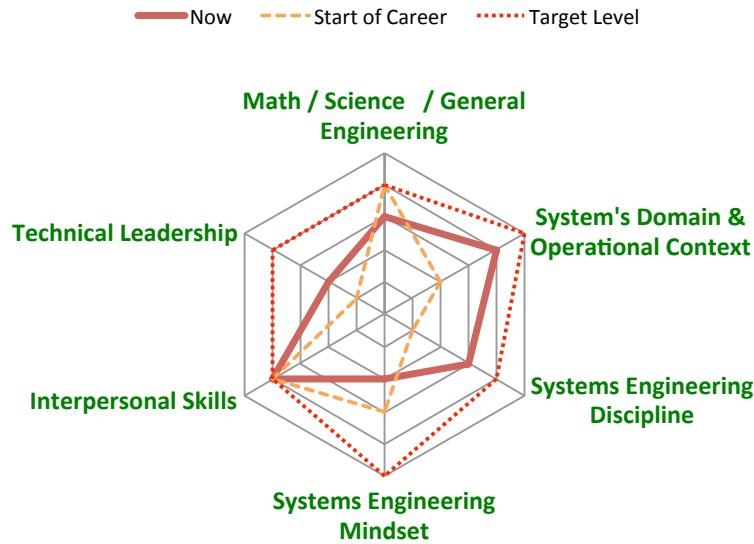 Now Start of Career Target Level
Math / Science / General
Engineering
System's Domain &
Operational Context
Technical Leadership
Systems Engineering
Discipline
Interpersonal Skills
Systems Engineering
Mindset